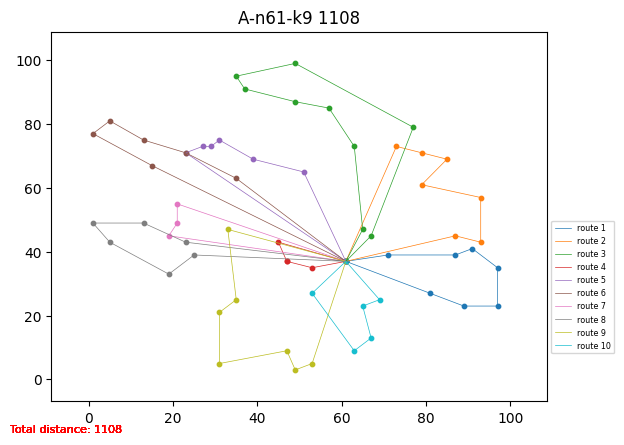 A-n61-k9 1108
100
80
60
40
20
0
0 20 40 60 80 100
route 1
route 2
route 3
route 4
route 5
route 6
route 7
route 8
route 9
route 10
Total distance: 1108